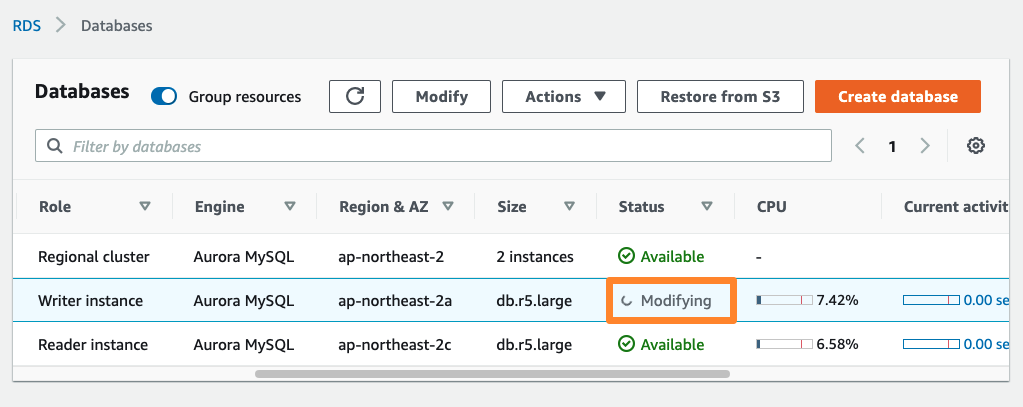 RDS > Databases
Databases Group resources Modify Actions Restore from S3 Create database
Filter by databases 1
Role Engine Region & AZ Size Status CPU Current activit
Regional cluster Aurora MySQL ap-northeast-2 2 instances Available -
Writer instance Aurora MySQL ap-northeast-2a db.r5.large Modifying 7.42% 0.00 se
Reader instance Aurora MySQL ap-northeast-2c db.r5.large Available 6.58% 0.00 se